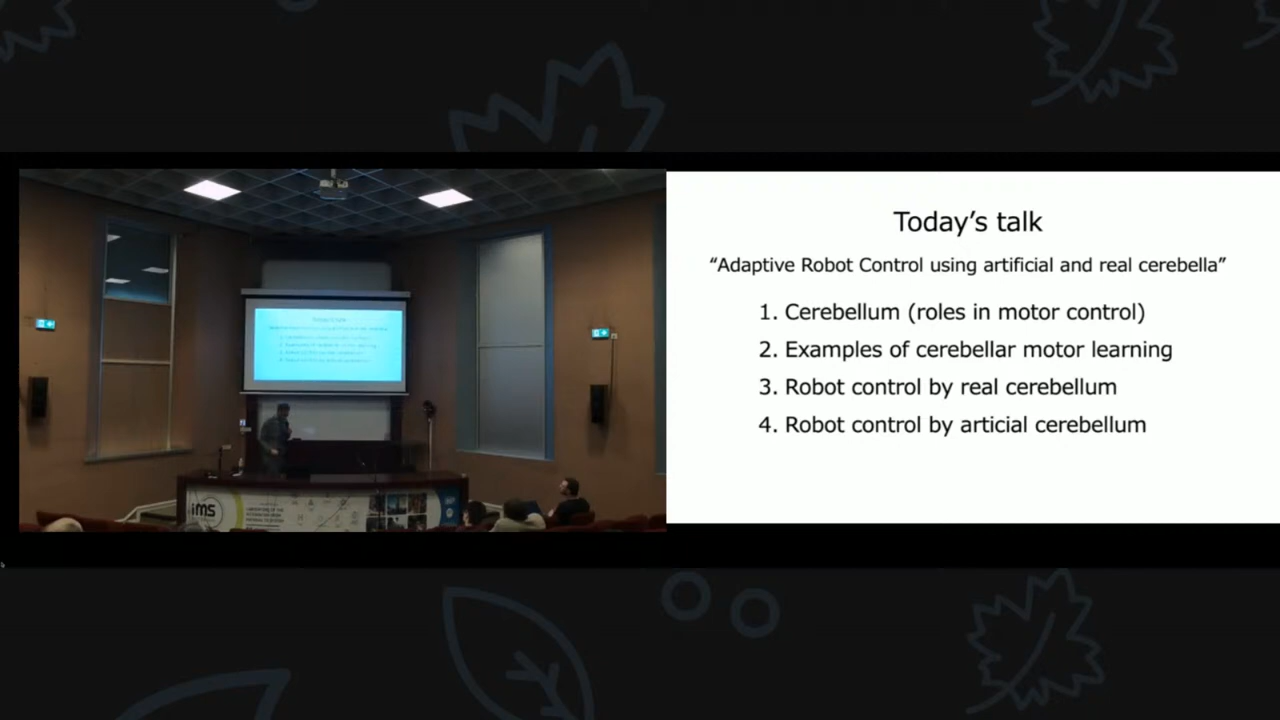 Today's talk
“Adaptive Robot Control using artificial and real cerebella”
1. Cerebellum (roles in motor control)
2. Examples of cerebellar motor learning
3. Robot control by real cerebellum
4. Robot control by articial cerebellum
iMS